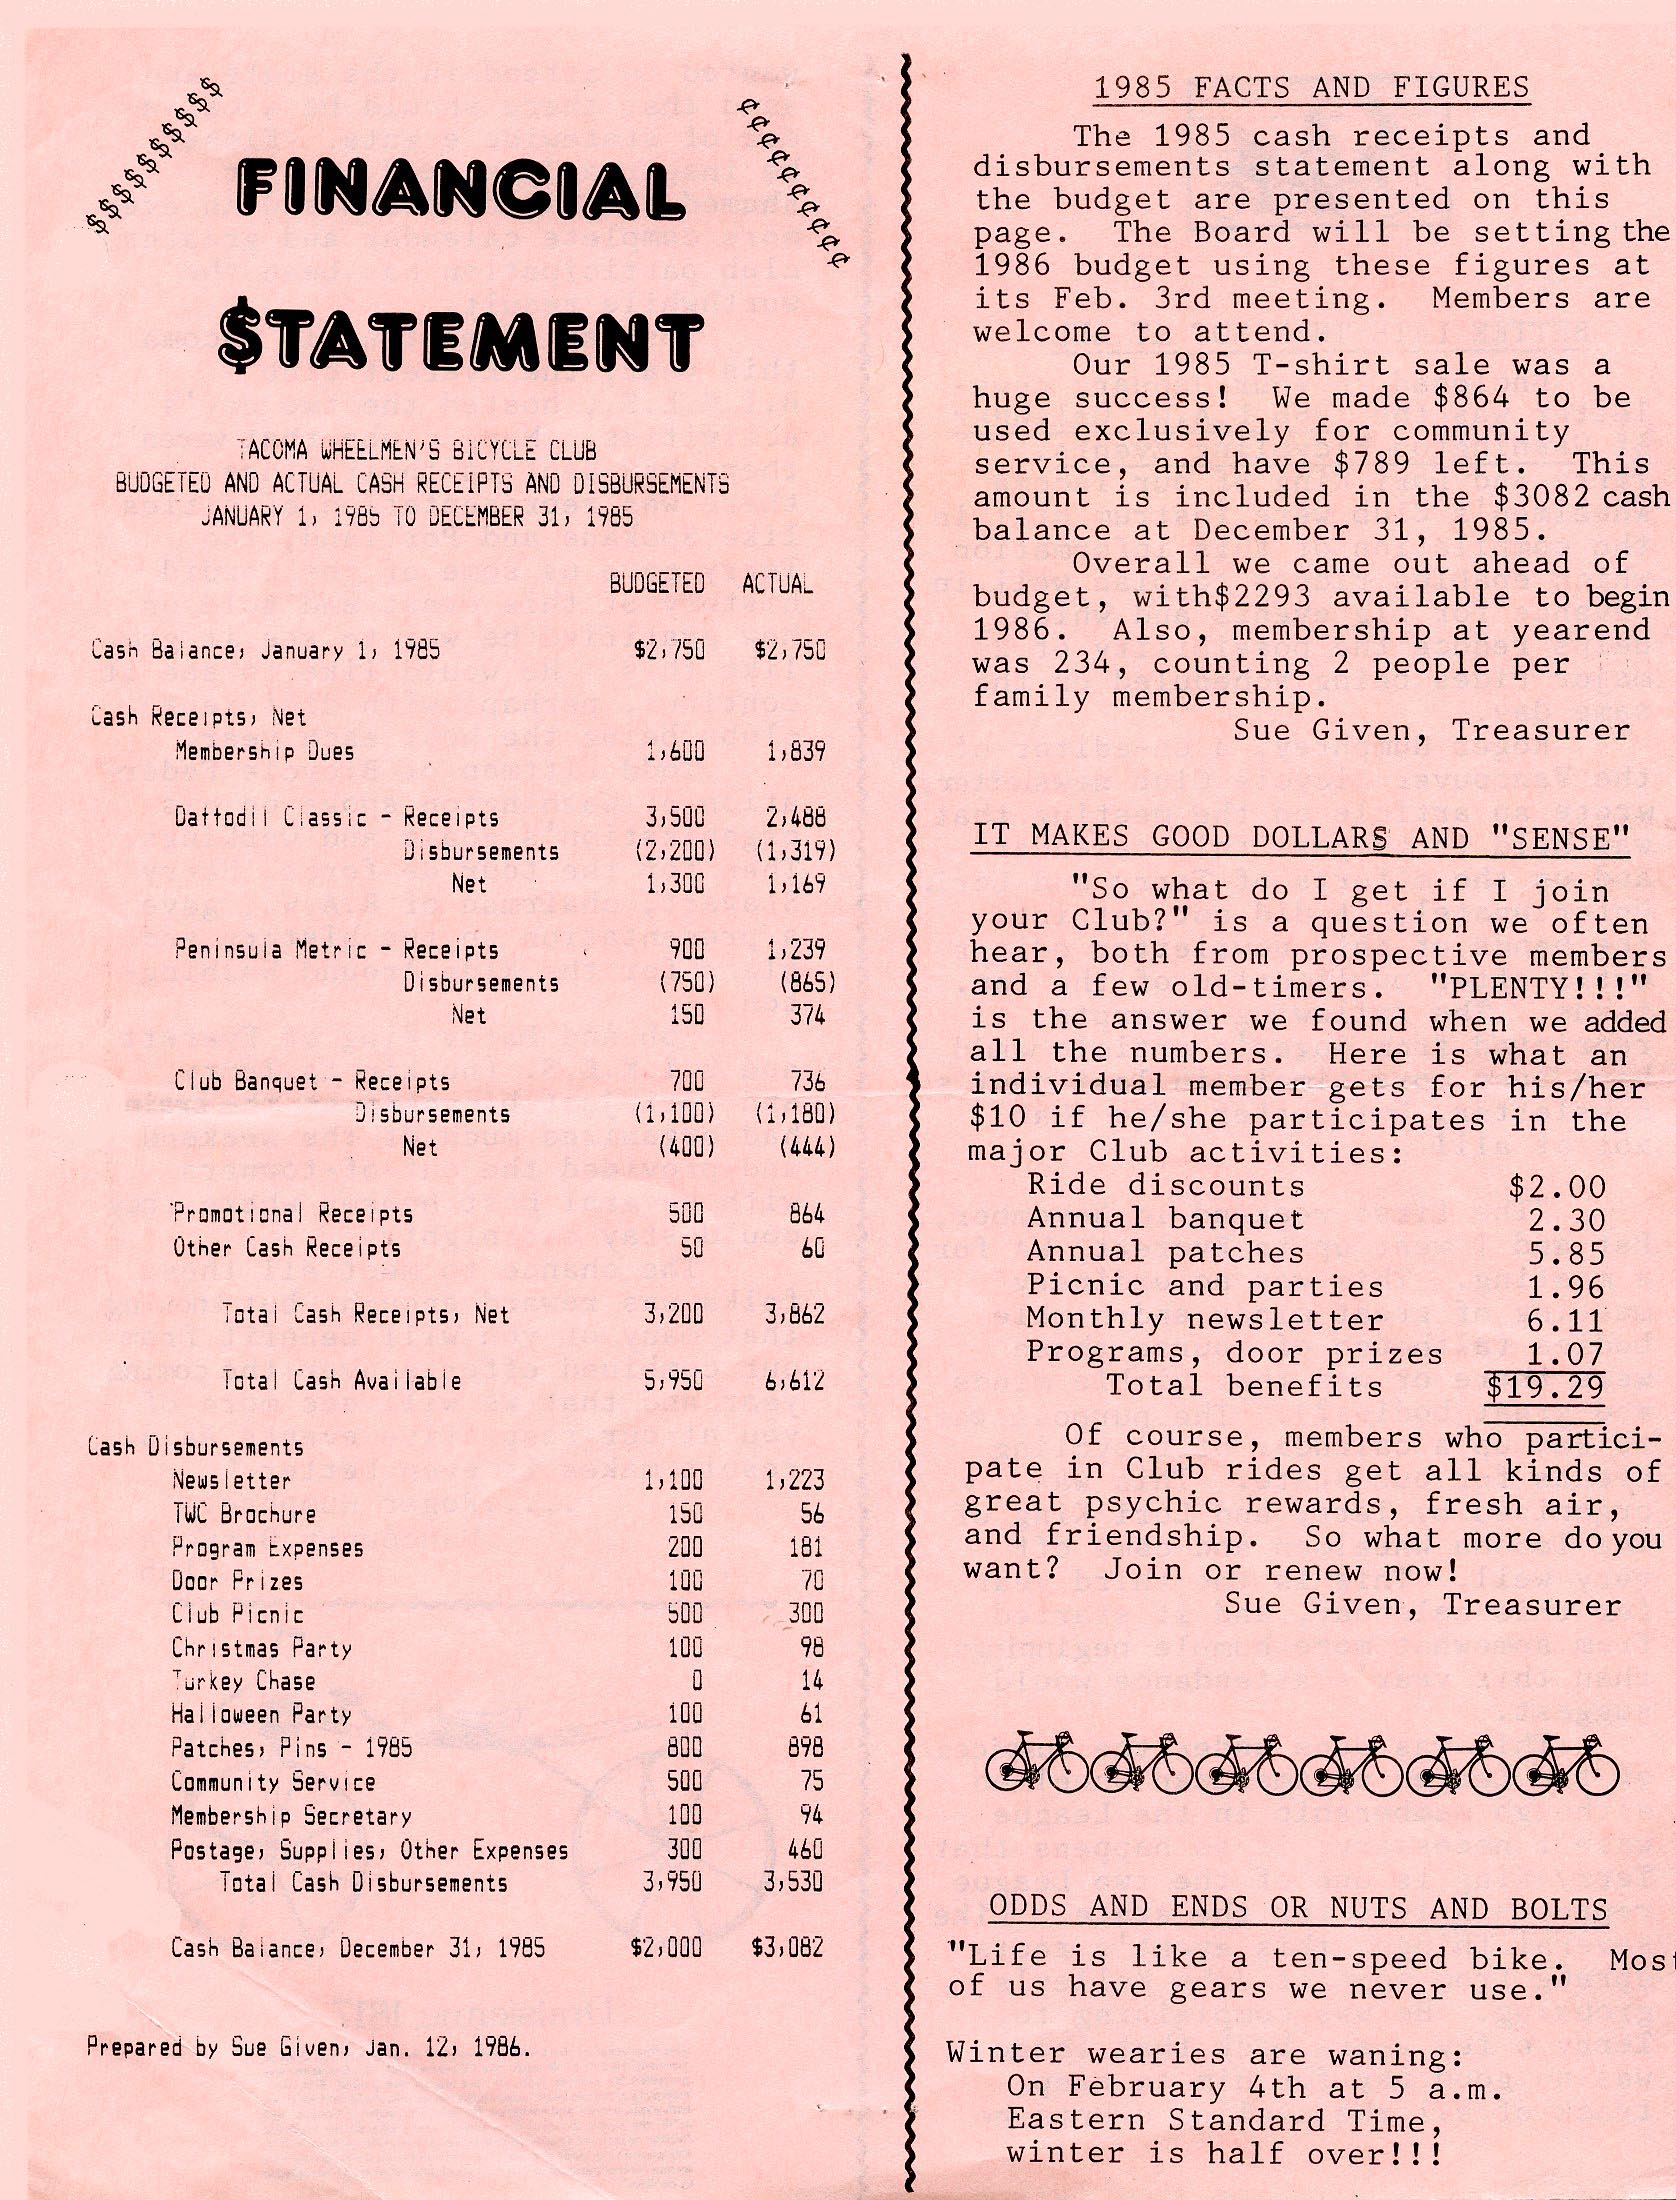 $$$$$$$$$$
¢¢¢¢¢¢¢¢¢¢
FINANCIAL
$TATEMENT
TACOMA WHEELMEN'S BICYCLE CLUB
BUDGETED AND ACTUAL CASH RECEIPTS AND DISBURSEMENTS
JANUARY 1, 1985 TO DECEMBER 31, 1985
BUDGETED ACTUAL
Cash Balance, January 1, 1985 $2,750 $2,750
Cash Receipts, Net
Membership Dues 1,600 1,839
Daffodil Classic - Receipts 3,500 2,488
Disbursements (2,200) (1,319)
Net 1,300 1,169
Peninsula Metric - Receipts 900 1,239
Disbursements (750) (865)
Net 150 374
Club Banquet - Receipts 700 736
Disbursements (1,100) (1,180)
Net (400) (444)
Promotional Receipts 500 864
Other Cash Receipts 50 60
Total Cash Receipts, Net 3,200 3,862
Total Cash Available 5,950 6,612
Cash Disbursements
Newsletter 1,100 1,223
TWC Brochure 150 56
Program Expenses 200 181
Door Prizes 100 70
Club Picnic 500 300
Christmas Party 100 98
Turkey Chase 0 14
Halloween Party 100 61
Patches, Pins - 1985 800 898
Community Service 500 75
Membership Secretary 100 94
Postage, Supplies, Other Expenses 300 460
Total Cash Disbursements 3,950 3,530
Cash Balance, December 31, 1985 $2,000 $3,082
Prepared by Sue Given, Jan. 12, 1986.
1985 FACTS AND FIGURES
The 1985 cash receipts and
disbursements statement along with
the budget are presented on this
page. The Board will be setting the
1986 budget using these figures at
its Feb. 3rd meeting. Members are
welcome to attend.
Our 1985 T-shirt sale was a
huge success! We made $864 to be
used exclusively for community
service, and have $789 left. This
amount is included in the $3082 cash
balance at December 31, 1985.
Overall we came out ahead of
budget, with$2293 available to begin
1986. Also, membership at yearend
was 234, counting 2 people per
family membership.
Sue Given, Treasurer
IT MAKES GOOD DOLLARS AND "SENSE"
"So what do I get if I join
your Club?" is a question we often
hear, both from prospective members
and a few old-timers. "PLENTY!!!"
is the answer we found when we added
all the numbers. Here is what an
individual member gets for his/her
$10 if he/she participates in the
major Club activities:
Ride discounts $2.00
Annual banquet 2.30
Annual patches 5.85
Picnic and parties 1.96
Monthly newsletter 6.11
Programs, door prizes 1.07
Total benefits $19.29
Of course, members who partici-
pate in Club rides get all kinds of
great psychic rewards, fresh air,
and friendship. So what more do you
want? Join or renew now!
Sue Given, Treasurer
ODDS AND ENDS OR NUTS AND BOLTS
"Life is like a ten-speed bike. Most
of us have gears we never use."
Winter wearies are waning:
On February 4th at 5 a.m.
Eastern Standard Time,
winter is half over!!!